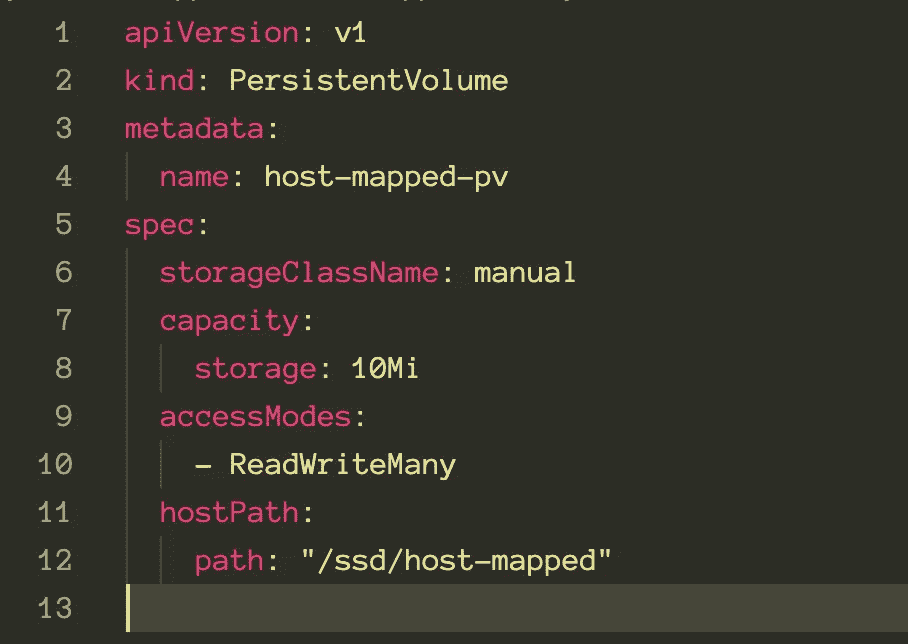 1 apiVersion: v1
2 kind: PersistentVolume
3 metadata:
4   name: host-mapped-pv
5 spec:
6   storageClassName: manual
7   capacity:
8     storage: 10Mi
9   accessModes:
10     - ReadWriteMany
11   hostPath:
12     path: "/ssd/host-mapped"
13